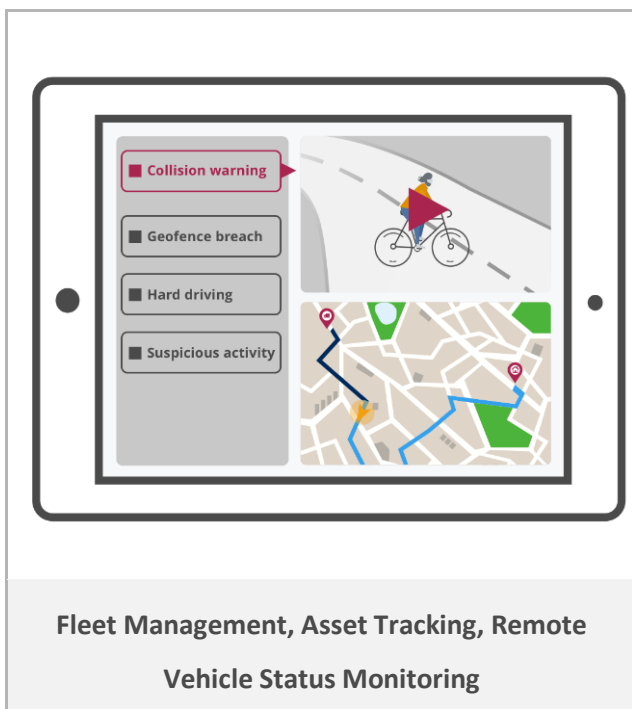 Collision warning
Geofence breach
Hard driving
Suspicious activity
Fleet Management, Asset Tracking, Remote
Vehicle Status Monitoring